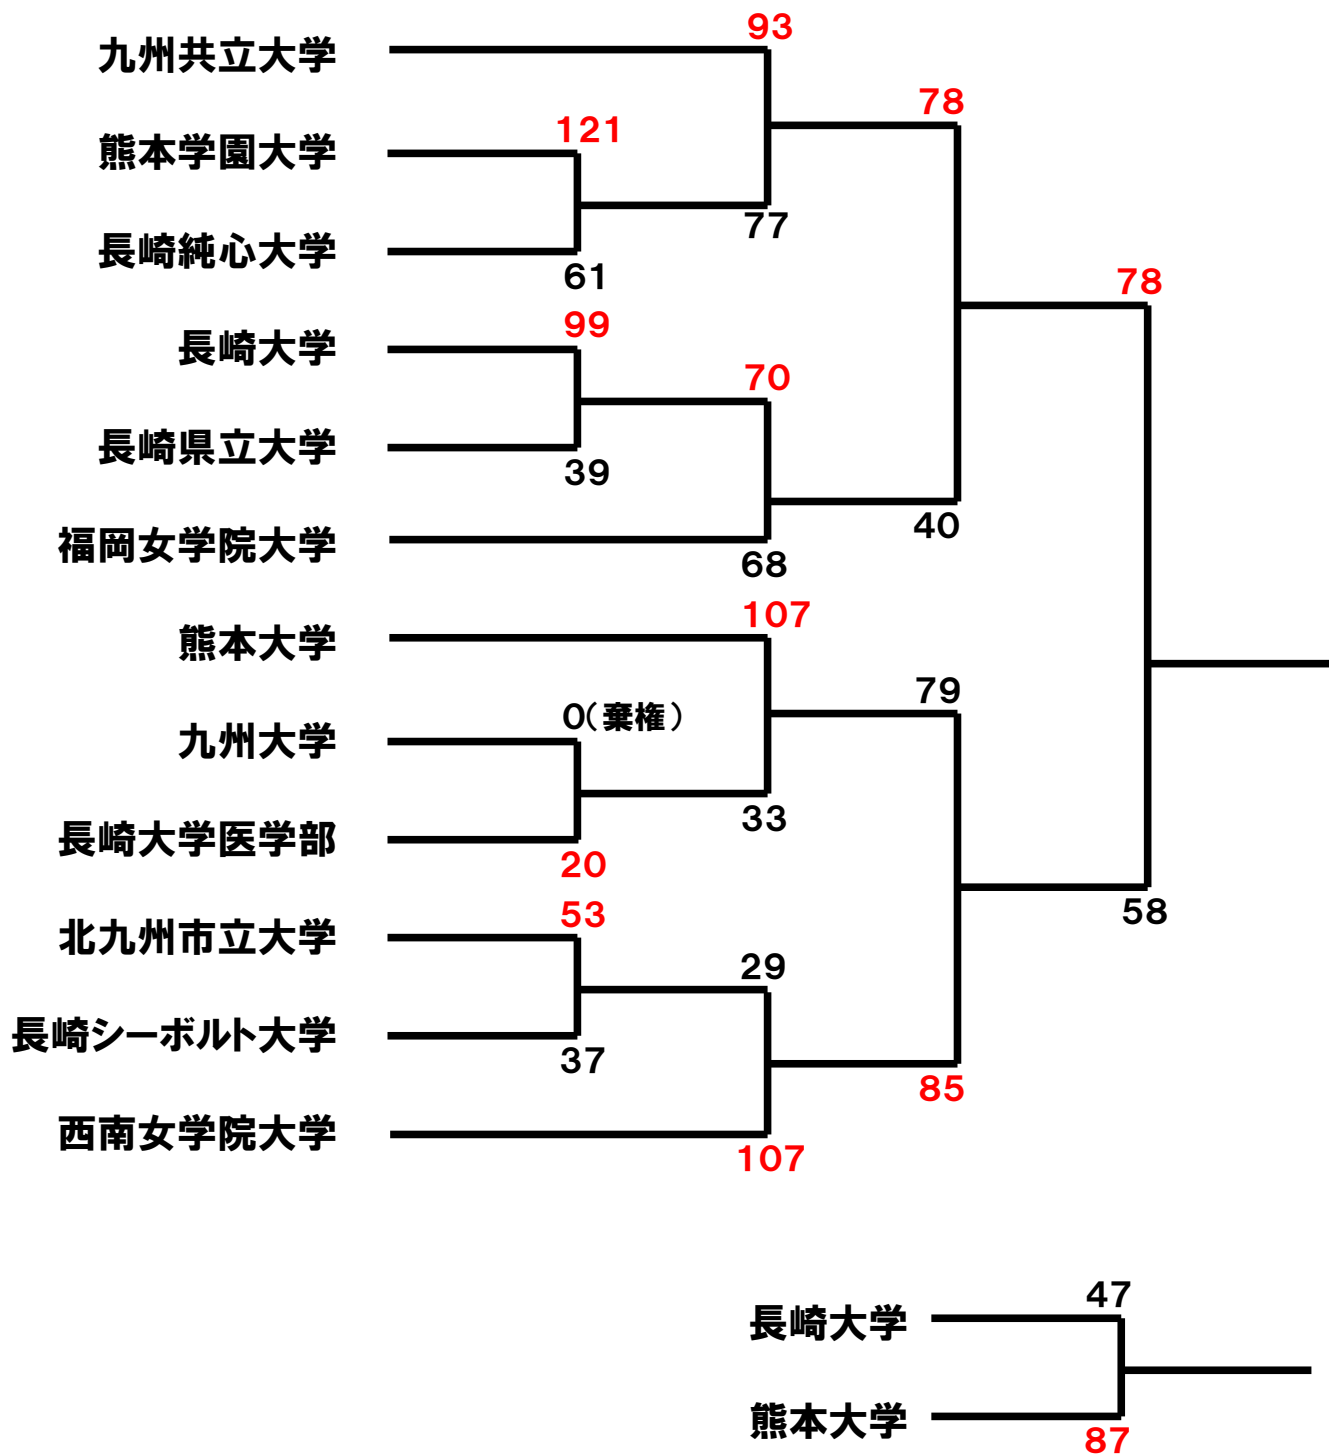 93
九州共立大学
78
121
熊本学園大学
77
長崎純心大学
61
78
99
長崎大学
70
長崎県立大学
39
40
福岡女学院大学
68
107
熊本大学
79
0(棄権)
九州大学
33
長崎大学医学部
20
53
58
北九州市立大学
29
長崎シーボルト大学
37
85
西南女学院大学
107
47
長崎大学
熊本大学
87